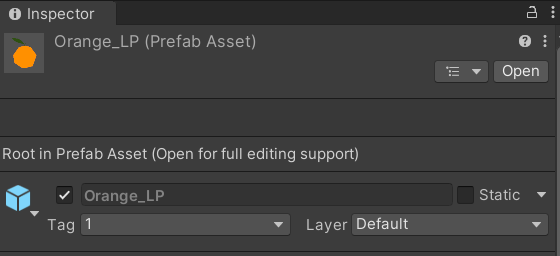 Inspector
Orange_LP (Prefab Asset)
Open
Root in Prefab Asset (Open for full editing support)
Orange_LP Static
Tag 1 Layer Default